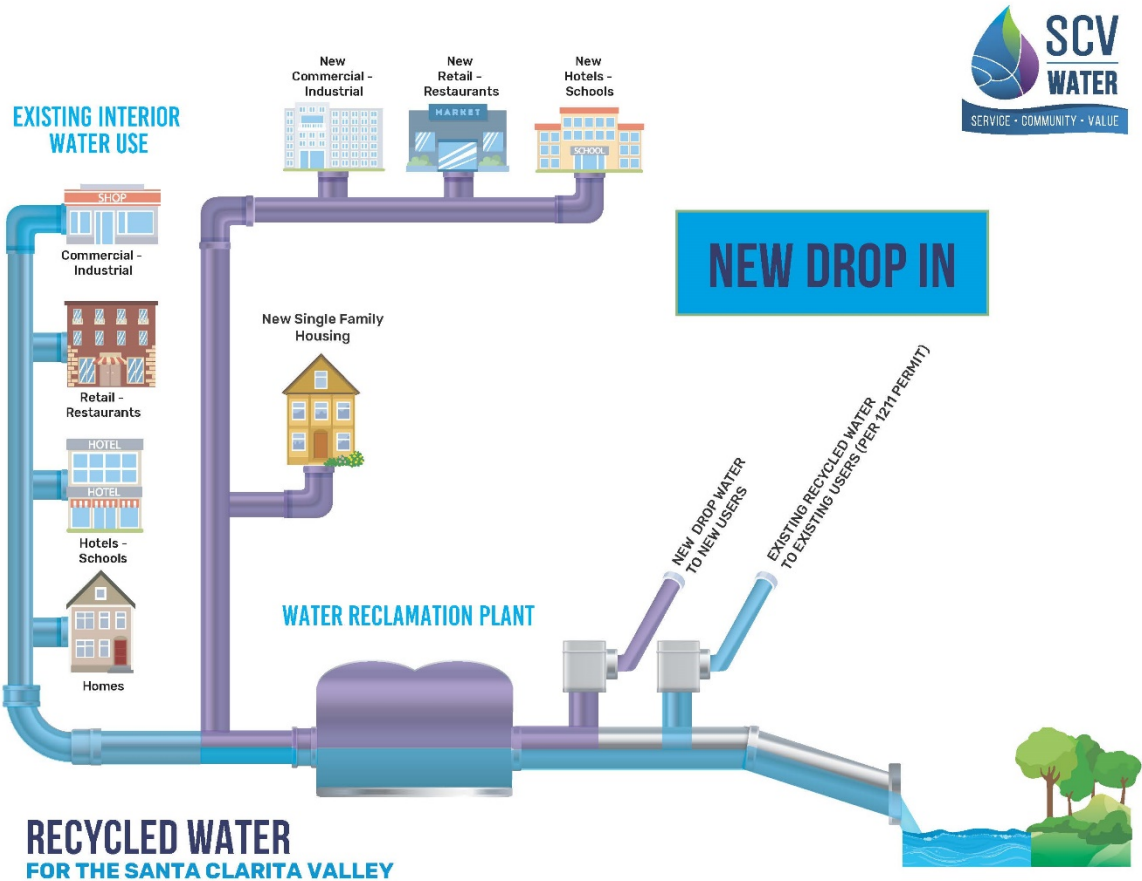 SCV
WATER
SERVICE • COMMUNITY • VALUE
New
Commercial -
Industrial
New
Retail -
Restaurants
MARKET
New
Hotels -
Schools
SCHOOL
EXISTING INTERIOR
WATER USE
SHOP
Commercial -
Industrial
Retail -
Restaurants
HOTEL
HOTEL
Hotels -
Schools
Homes
New Single Family
Housing
NEW DROP IN
NEW DROP WATER
TO NEW USERS
EXISTING RECYCLED WATER
TO EXISTING USERS (PER 1211 PERMIT)
WATER RECLAMATION PLANT
RECYCLED WATER
FOR THE SANTA CLARITA VALLEY